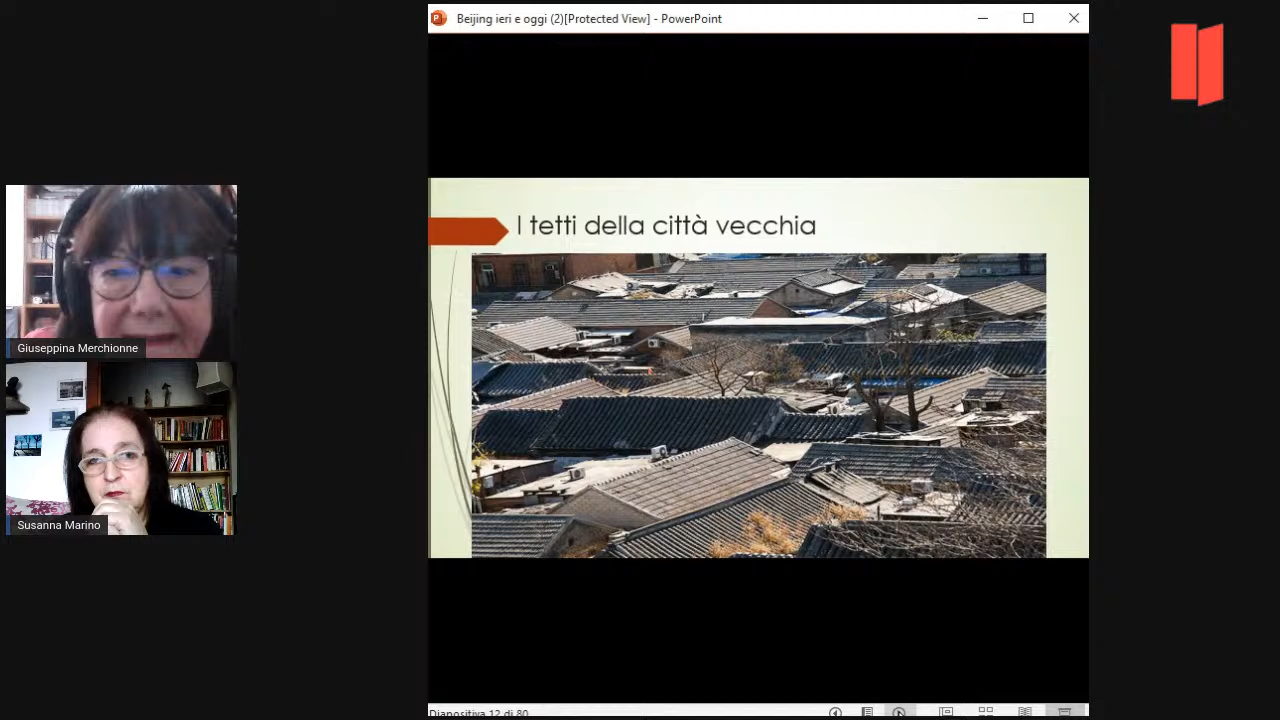 Beijing ieri e oggi (2)[Protected View] - PowerPoint
I tetti della città vecchia
Giuseppina Merchionne
Susanna Marino
Diapositiva 12 di 80